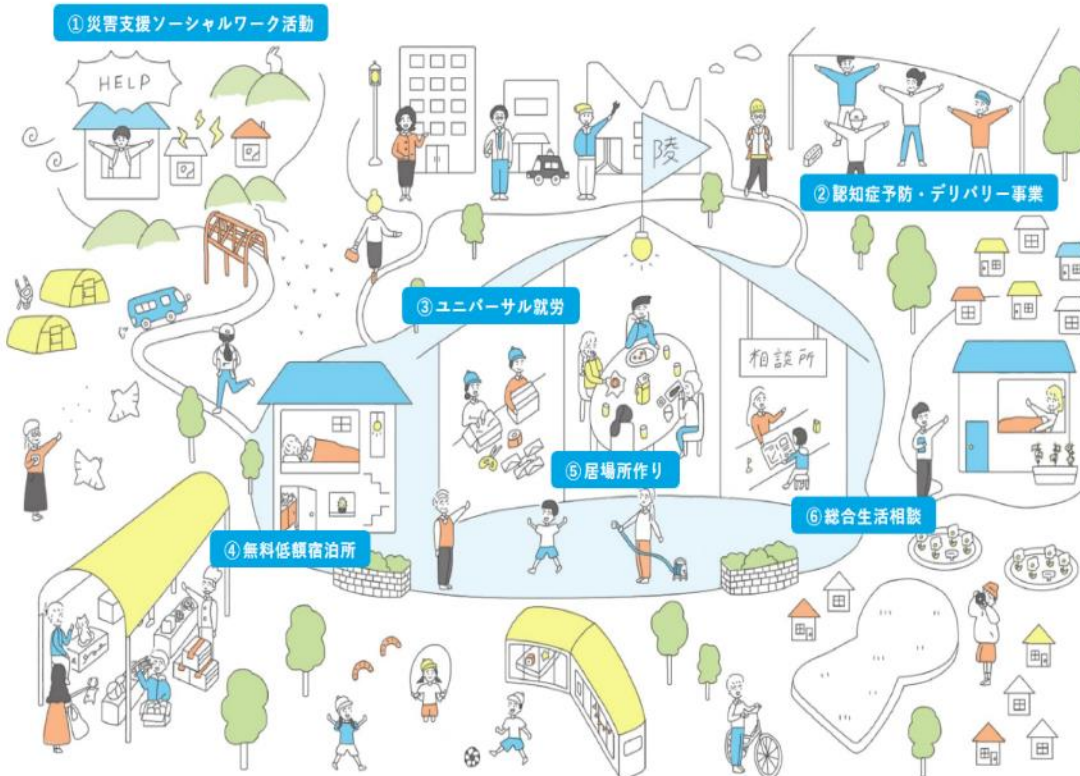 ①災害支援ソーシャルワーク活動
HELP
陵
②認知症予防・デリバリー事業
③ユニバーサル就労
相談所
⑤居場所作り
⑥総合生活相談
④無料低額宿泊所